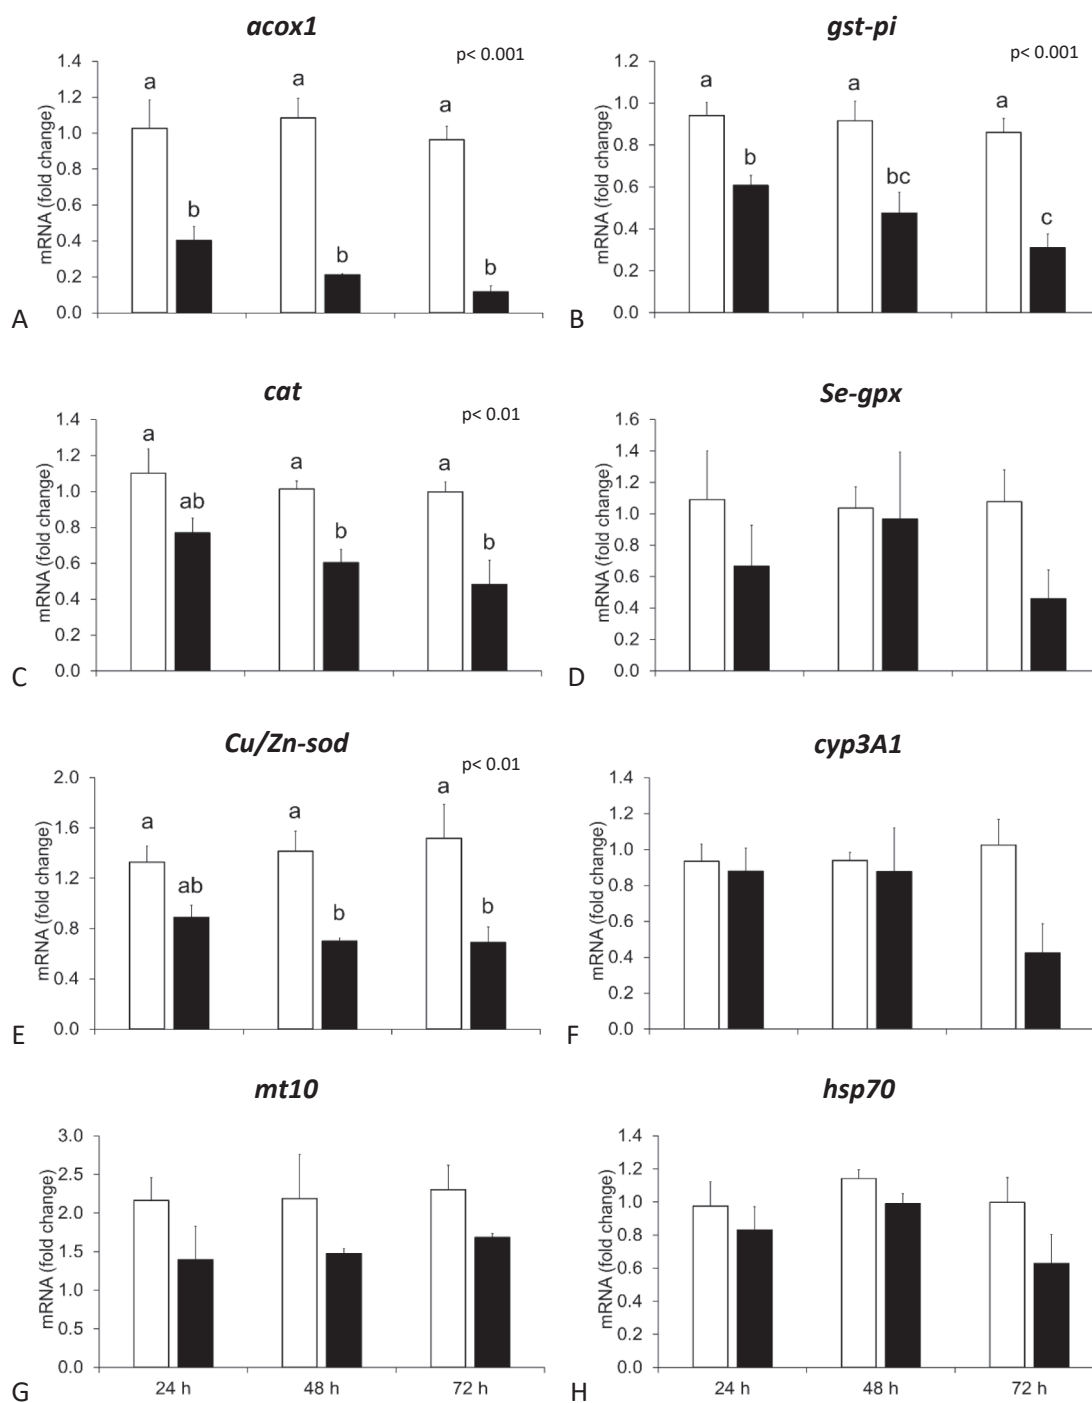 acox1
p< 0.001
mRNA (fold change)
1.4
1.2
1.0
0.8
0.6
0.4
0.2
0.0
a
b
a
b
a
b
A
gst-pi
p< 0.001
mRNA (fold change)
1.2
1.0
0.8
0.6
0.4
0.2
0.0
a
b
a
bc
a
c
B
cat
p< 0.01
mRNA (fold change)
1.4
1.2
1.0
0.8
0.6
0.4
0.2
0.0
a
ab
a
b
a
b
C
Se-gpx
mRNA (fold change)
1.6
1.4
1.2
1.0
0.8
0.6
0.4
0.2
0.0
D
Cu/Zn-sod
p< 0.01
mRNA (fold change)
2.0
1.6
1.2
0.8
0.4
0.0
a
ab
a
b
a
b
E
cyp3A1
mRNA (fold change)
1.4
1.2
1.0
0.8
0.6
0.4
0.2
0.0
F
mt10
mRNA (fold change)
3.0
2.5
2.0
1.5
1.0
0.5
0.0
24 h
48 h
72 h
G
hsp70
mRNA (fold change)
1.4
1.2
1.0
0.8
0.6
0.4
0.2
0.0
24 h
48 h
72 h
H